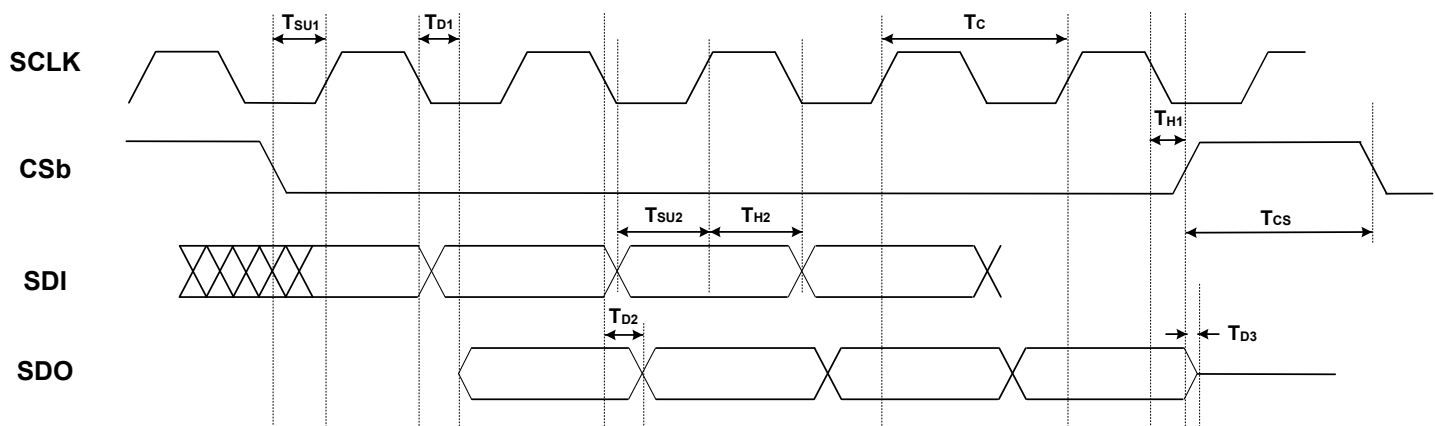 TSU1 TD1 TC
SCLK
TH1
CSb
TSU2 TH2 TCS
SDI
TD2 TD3
SDO